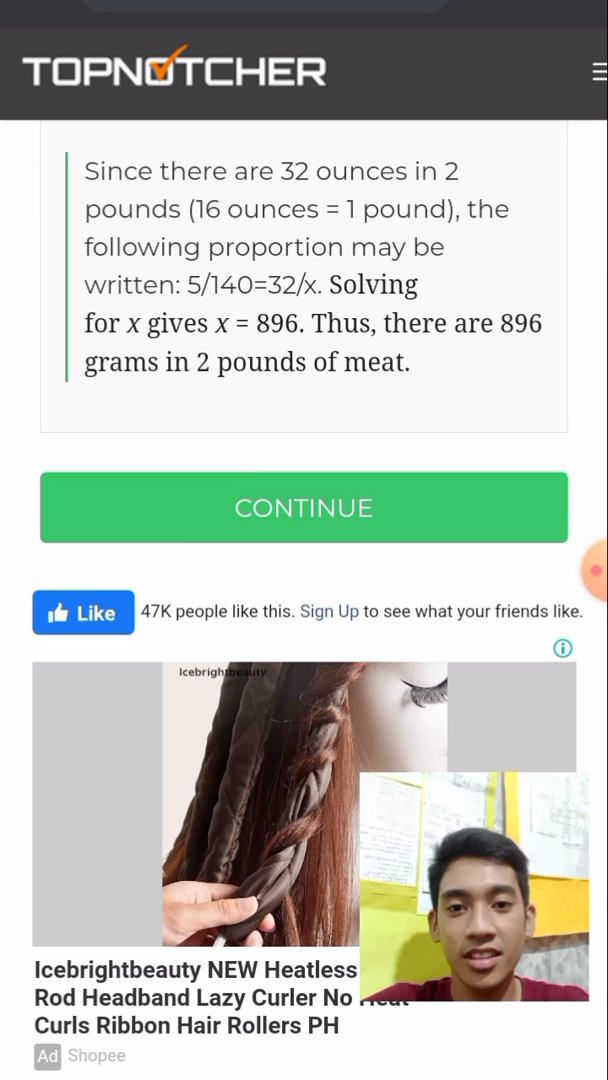 TOPNOTCHER
Since there are 32 ounces in 2
pounds (16 ounces = 1 pound), the
following proportion may be
written: 5/140=32/x. Solving
for x gives x = 896. Thus, there are 896
grams in 2 pounds of meat.
CONTINUE
Like 47K people like this. Sign Up to see what your friends like.
Icebrightbeauty
Icebrightbeauty NEW Heatless
Rod Headband Lazy Curler No Heat
Curls Ribbon Hair Rollers PH
Ad Shopee